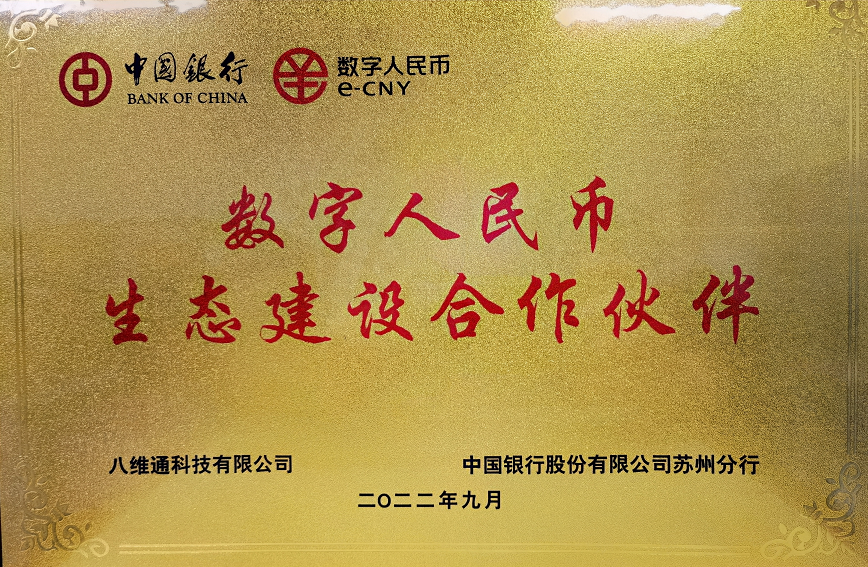 中国银行 数字人民币
BANK OF CHINA e-CNY
数字人民币
生态建设合作伙伴
八维通科技有限公司 中国银行股份有限公司苏州分行
二〇二二年九月